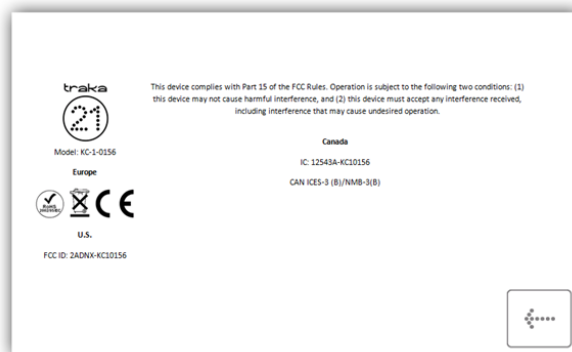 traka
21
Model: KC-1-0156
Europe
CE
U.S.
FCC ID: 2ADNX-KC10156
This device complies with Part 15 of the FCC Rules. Operation is subject to the following two conditions: (1)
this device may not cause harmful interference, and (2) this device must accept any interference received,
including interference that may cause undesired operation.
Canada
IC: 12543A-KC10156
CAN ICES-3 (B)/NMB-3(B)